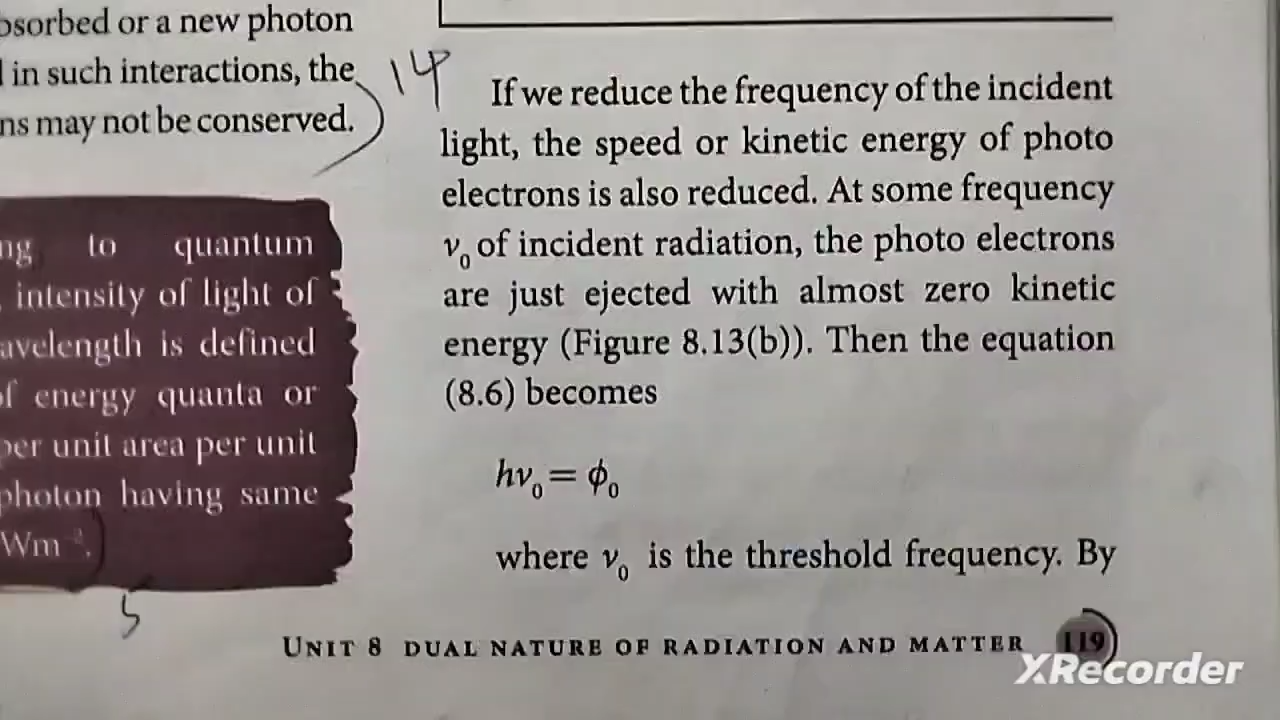 or a new photon
in such interactions, the
may not be conserved.
to quantum
intensity of light of
is defined
energy quanta or
per unit area per unit
photon having same
Wm⁻².
5
14
If we reduce the frequency of the incident
light, the speed or kinetic energy of photo
electrons is also reduced. At some frequency
ν₀ of incident radiation, the photo electrons
are just ejected with almost zero kinetic
energy (Figure 8.13(b)). Then the equation
(8.6) becomes
hν₀ = ϕ₀
where ν₀ is the threshold frequency. By
UNIT 8 DUAL NATURE OF RADIATION AND MATTER 119
XRecorder